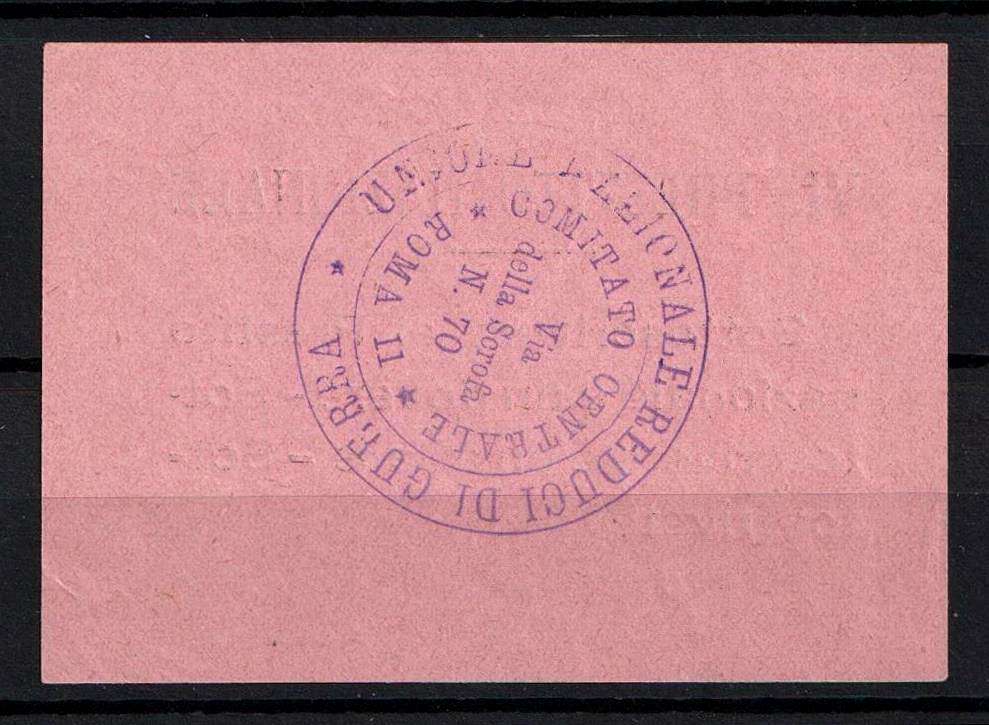 UNIONE NAZIONALE REDUCI DI GUERRA
COMITATO CENTRALE
ROMA II
Via
della Scrofa
N. 70